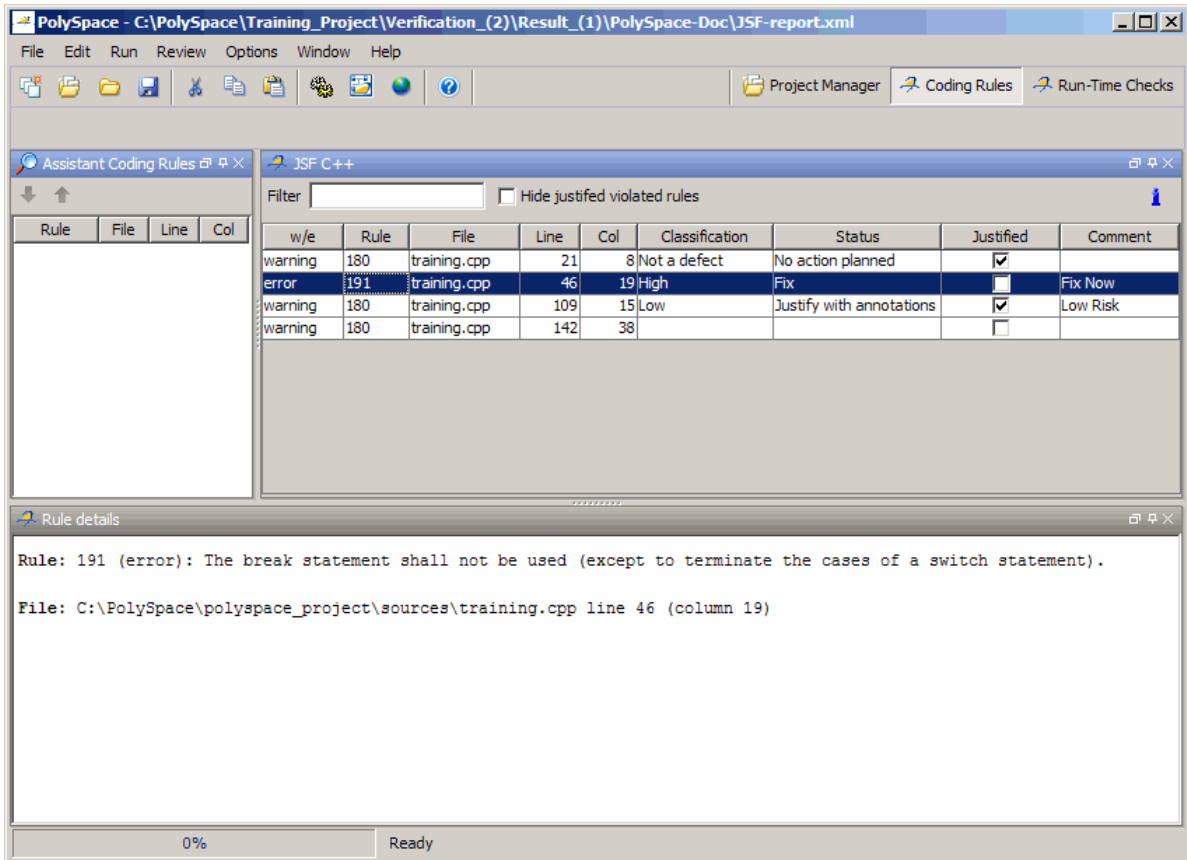 PolySpace - C:\PolySpace\Training_Project\Verification_(2)\Result_(1)\PolySpace-Doc\JSF-report.xml
File Edit Run Review Options Window Help
Project Manager Coding Rules Run-Time Checks
Assistant Coding Rules
Rule File Line Col
JSF C++
Filter Hide justifed violated rules
w/e Rule File Line Col Classification Status Justified Comment
warning 180 training.cpp 21 8 Not a defect No action planned
error 191 training.cpp 46 19 High Fix Fix Now
warning 180 training.cpp 109 15 Low Justify with annotations Low Risk
warning 180 training.cpp 142 38
Rule details
Rule: 191 (error): The break statement shall not be used (except to terminate the cases of a switch statement).
File: C:\PolySpace\polyspace_project\sources\training.cpp line 46 (column 19)
0% Ready